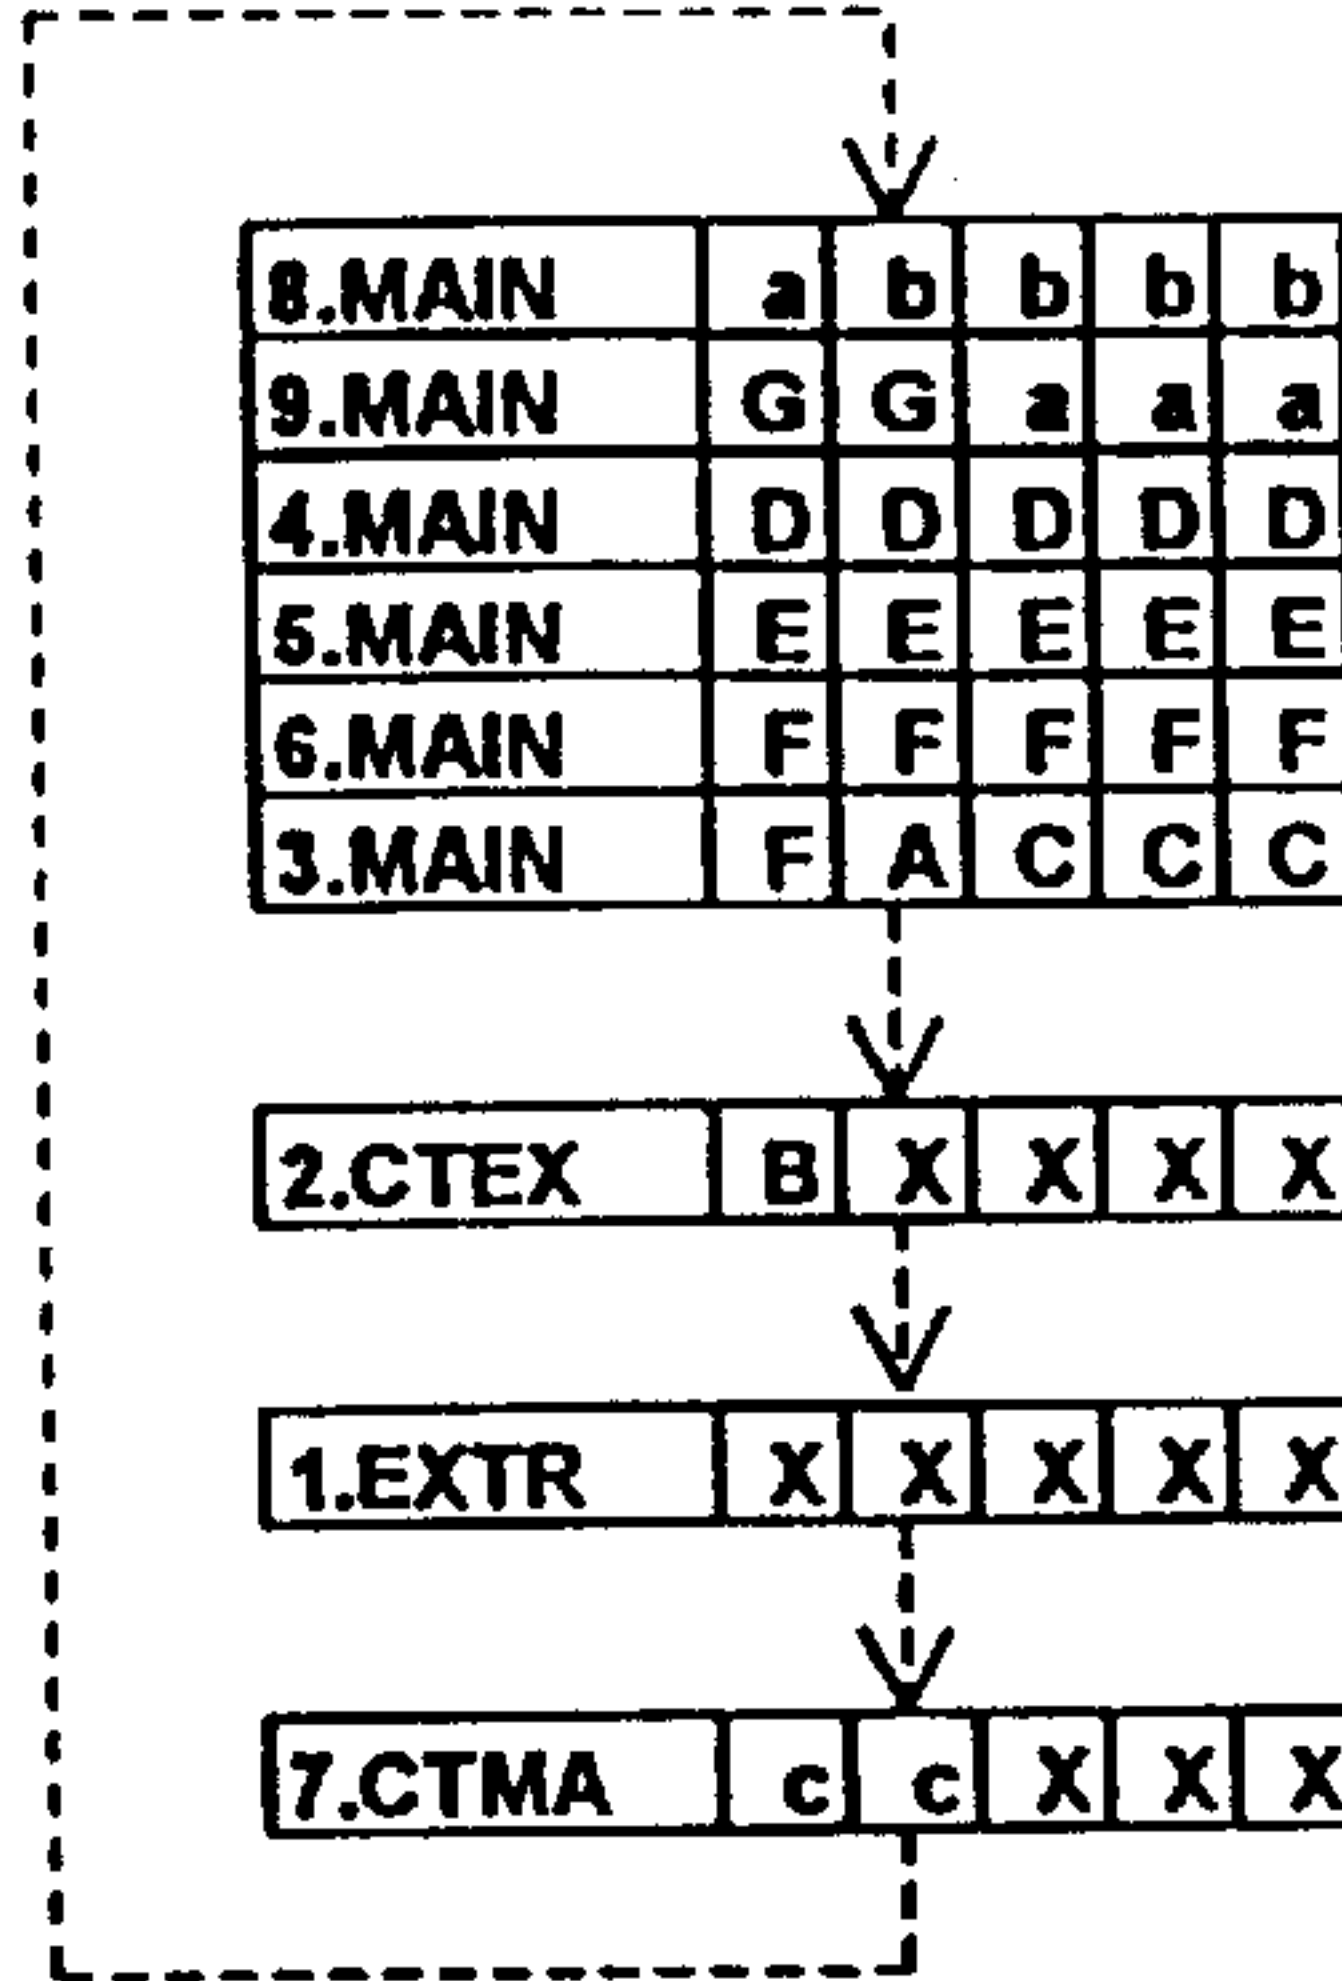 8.MAIN a b b b b
9.MAIN G G a a a
4.MAIN D D D D D
5.MAIN E E E E E
6.MAIN F F F F F
3.MAIN F A C C C
2.CTEX B X X X X
1.EXTR X X X X X
7.CTMA c c X X X